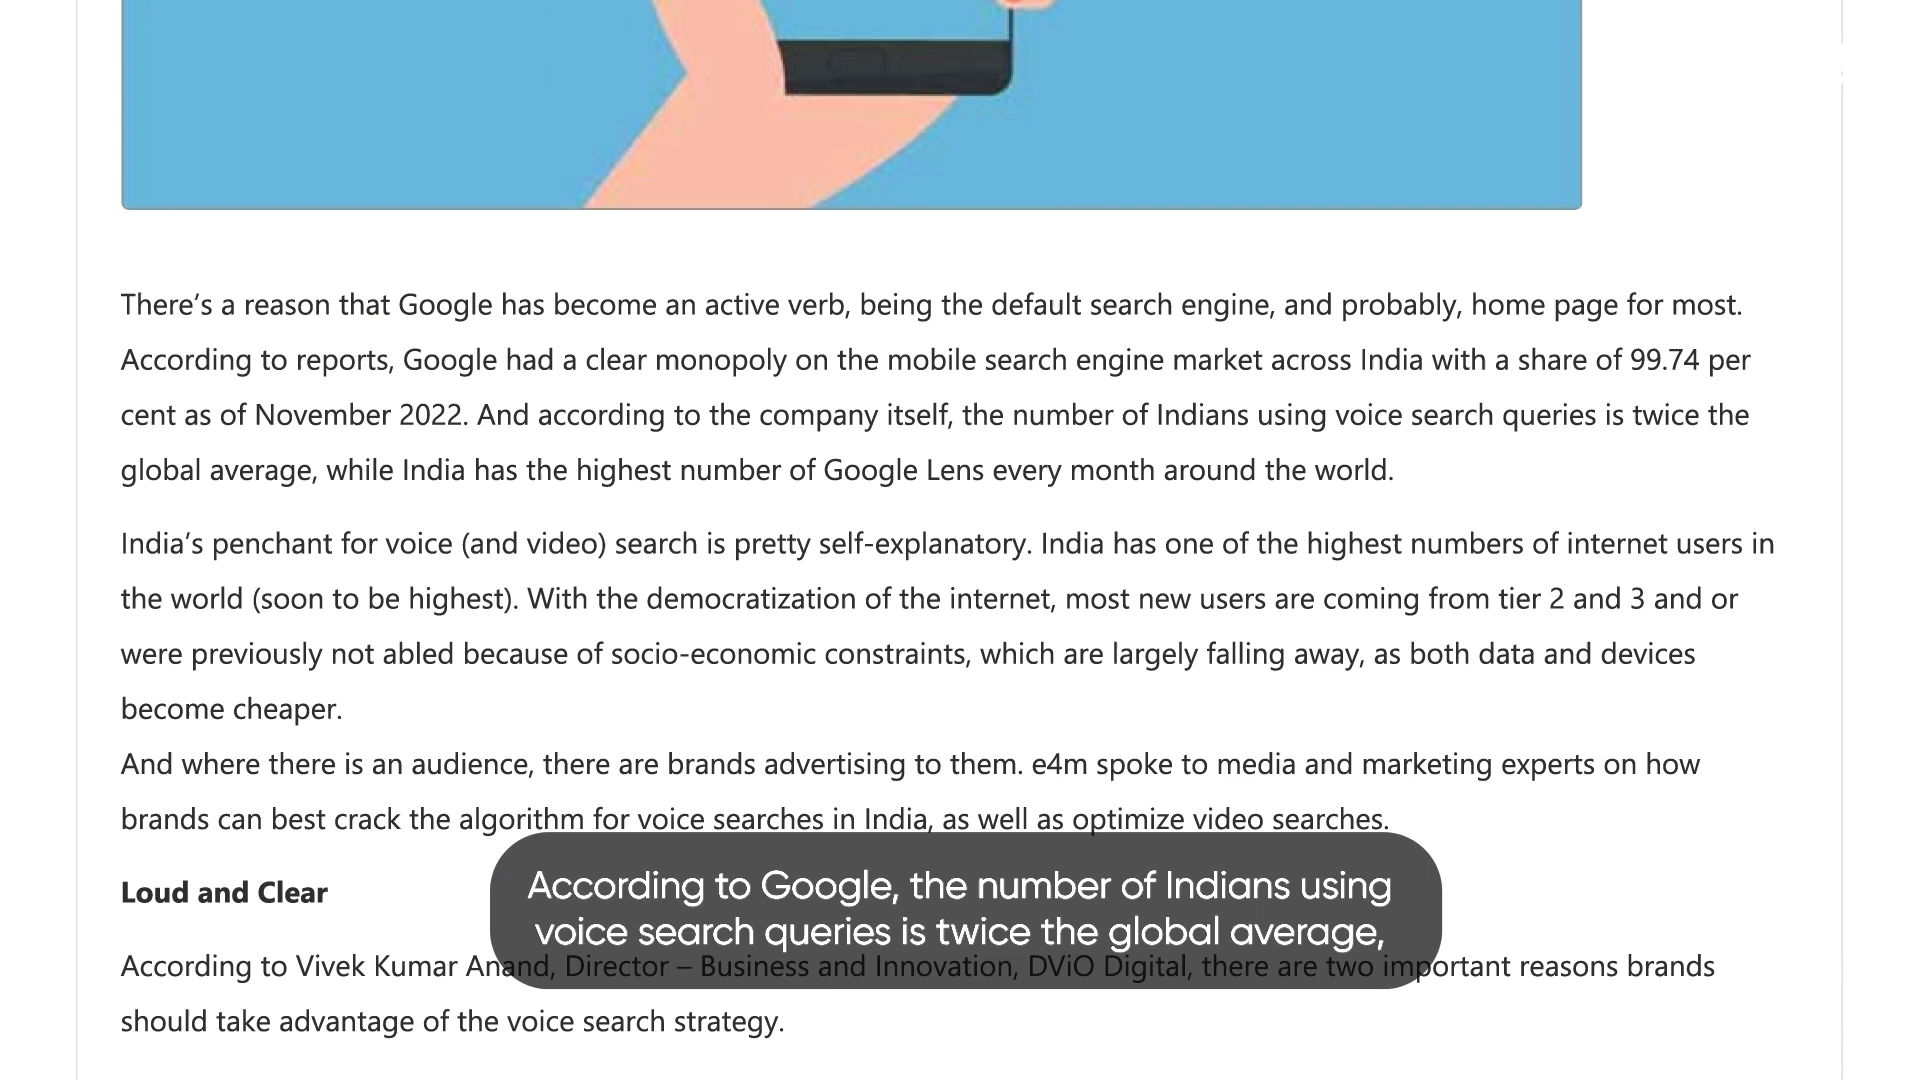 There’s a reason that Google has become an active verb, being the default search engine, and probably, home page for most.
According to reports, Google had a clear monopoly on the mobile search engine market across India with a share of 99.74 per
cent as of November 2022. And according to the company itself, the number of Indians using voice search queries is twice the
global average, while India has the highest number of Google Lens every month around the world.
India’s penchant for voice (and video) search is pretty self-explanatory. India has one of the highest numbers of internet users in
the world (soon to be highest). With the democratization of the internet, most new users are coming from tier 2 and 3 and or
were previously not abled because of socio-economic constraints, which are largely falling away, as both data and devices
become cheaper.
And where there is an audience, there are brands advertising to them. e4m spoke to media and marketing experts on how
brands can best crack the algorithm for voice searches in India, as well as optimize video searches.
Loud and Clear
According to Google, the number of Indians using
voice search queries is twice the global average,
According to Vivek Kumar Anand, Director – Business and Innovation, DViO Digital, there are two important reasons brands
should take advantage of the voice search strategy.